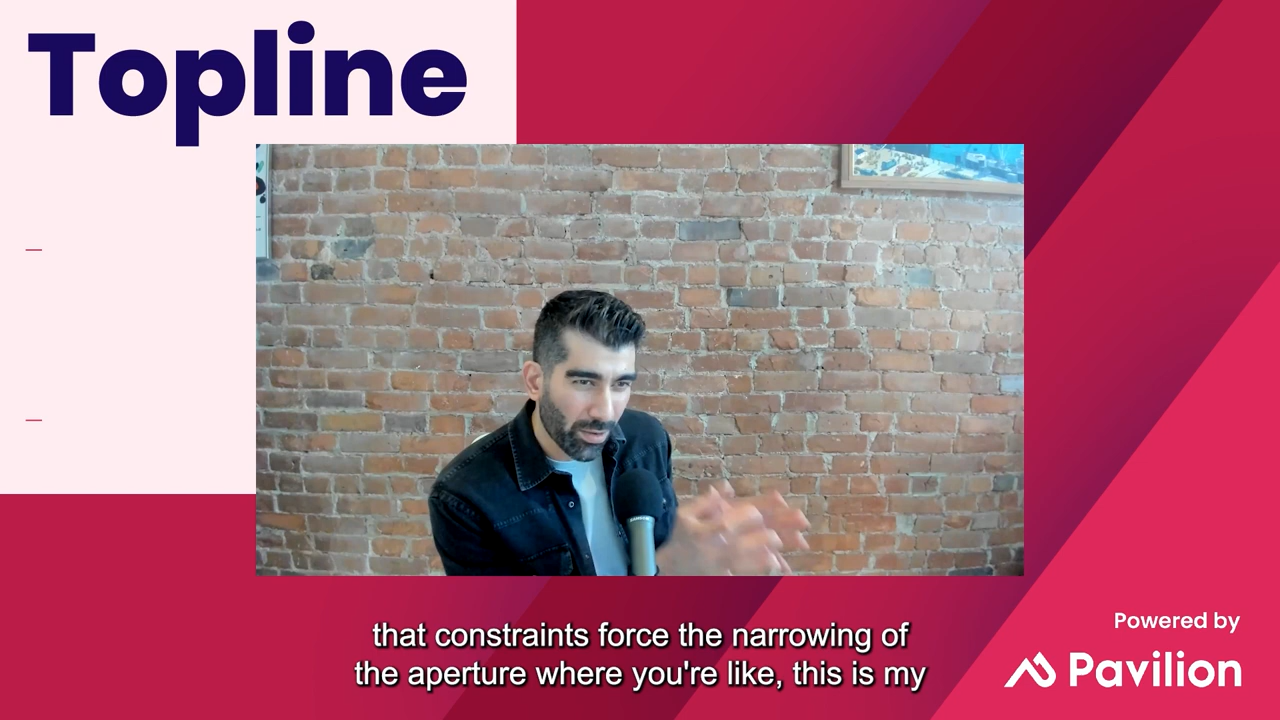 Topline
that constraints force the narrowing of
the aperture where you're like, this is my
Powered by
Pavilion